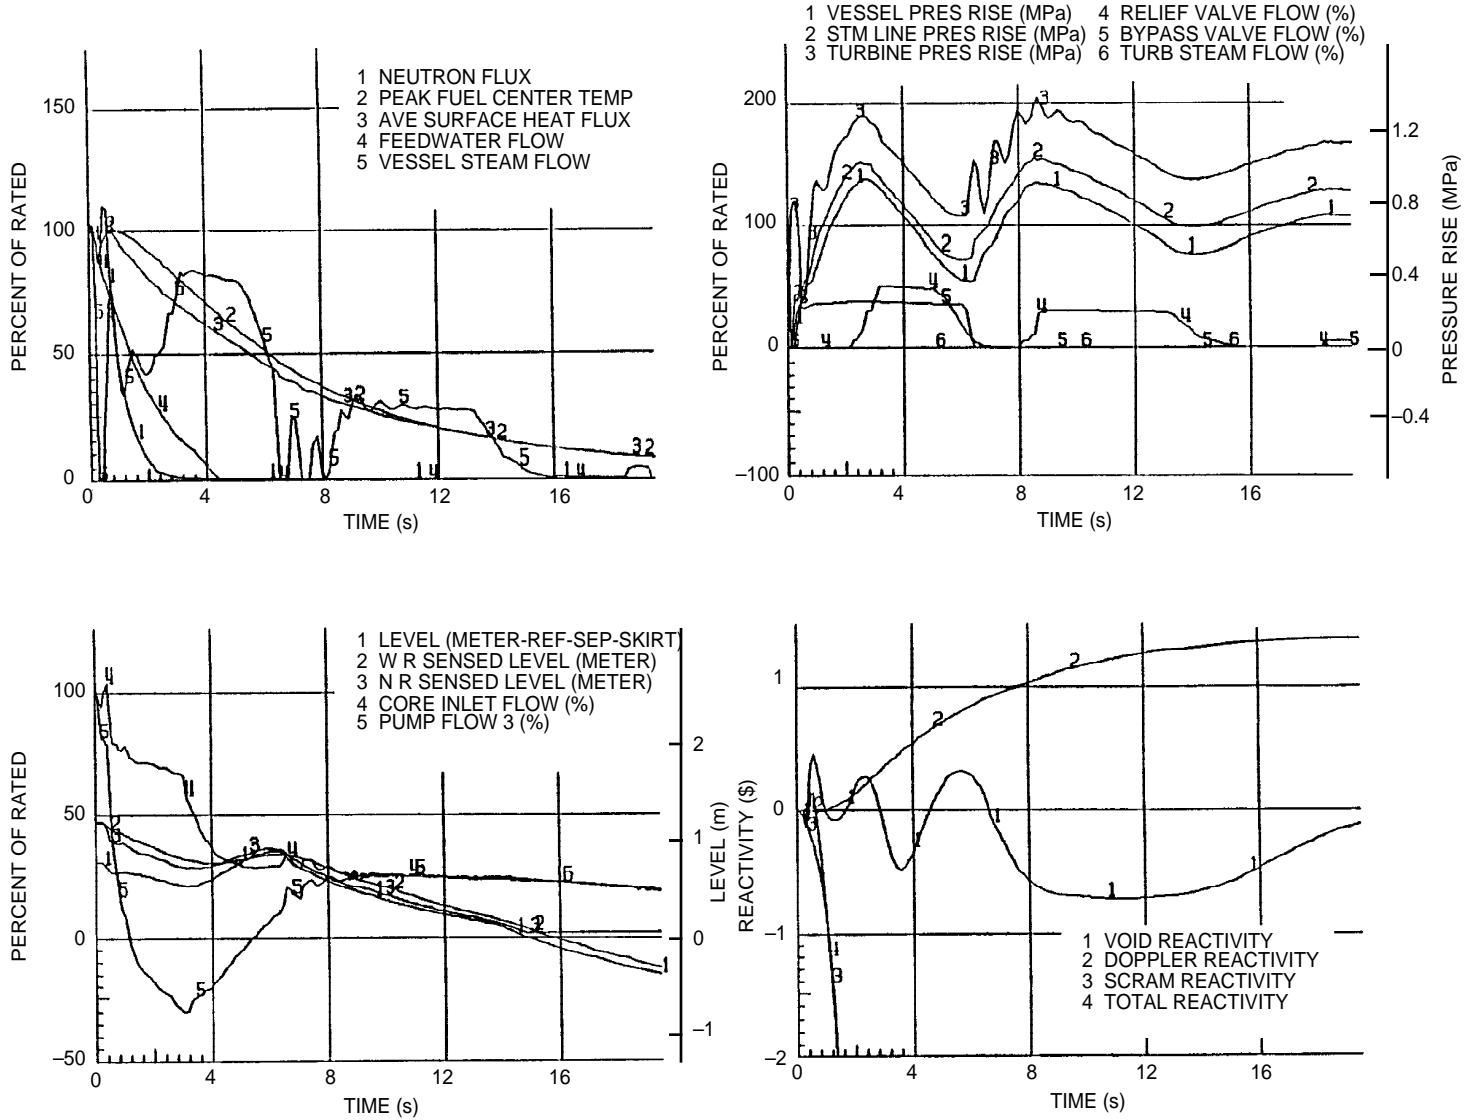 1 NEUTRON FLUX
2 PEAK FUEL CENTER TEMP
3 AVE SURFACE HEAT FLUX
4 FEEDWATER FLOW
5 VESSEL STEAM FLOW
PERCENT OF RATED
150
100
50
0
0 4 8 12 16
TIME (s)
1 VESSEL PRES RISE (MPa) 4 RELIEF VALVE FLOW (%)
2 STM LINE PRES RISE (MPa) 5 BYPASS VALVE FLOW (%)
3 TURBINE PRES RISE (MPa) 6 TURB STEAM FLOW (%)
PERCENT OF RATED
200
100
0
–100
0 4 8 12 16
TIME (s)
1.2
0.8
0.4
0
–0.4
PRESSURE RISE (MPa)
1 LEVEL (METER-REF-SEP-SKIRT)
2 W R SENSED LEVEL (METER)
3 N R SENSED LEVEL (METER)
4 CORE INLET FLOW (%)
5 PUMP FLOW 3 (%)
PERCENT OF RATED
100
50
0
–50
0 4 8 12 16
TIME (s)
2
1
0
–1
LEVEL (m)
REACTIVITY ($)
1
0
–1
–2
0 4 8 12 16
TIME (s)
1 VOID REACTIVITY
2 DOPPLER REACTIVITY
3 SCRAM REACTIVITY
4 TOTAL REACTIVITY